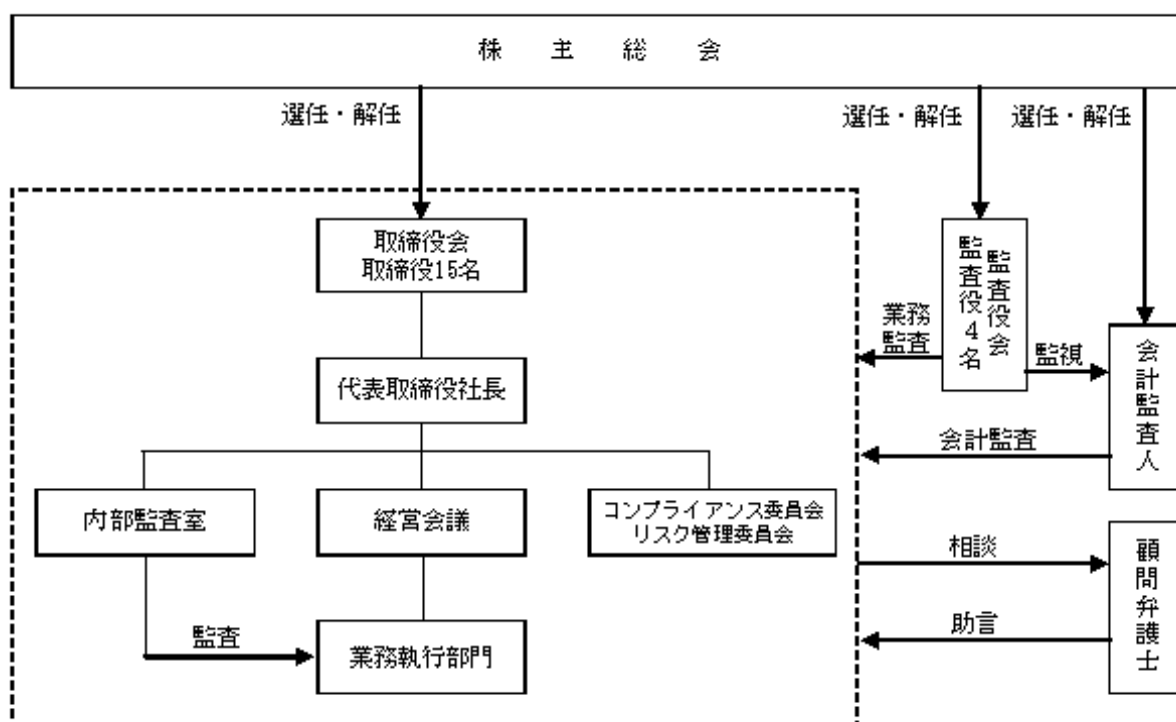 株主総会
選任・解任
選任・解任
選任・解任
取締役会
取締役15名
監査役会
監査役4名
業務
監査
監視
会計監査人
代表取締役社長
会計監査
内部監査室
経営会議
コンプライアンス委員会
リスク管理委員会
相談
顧問弁護士
助言
監査
業務執行部門